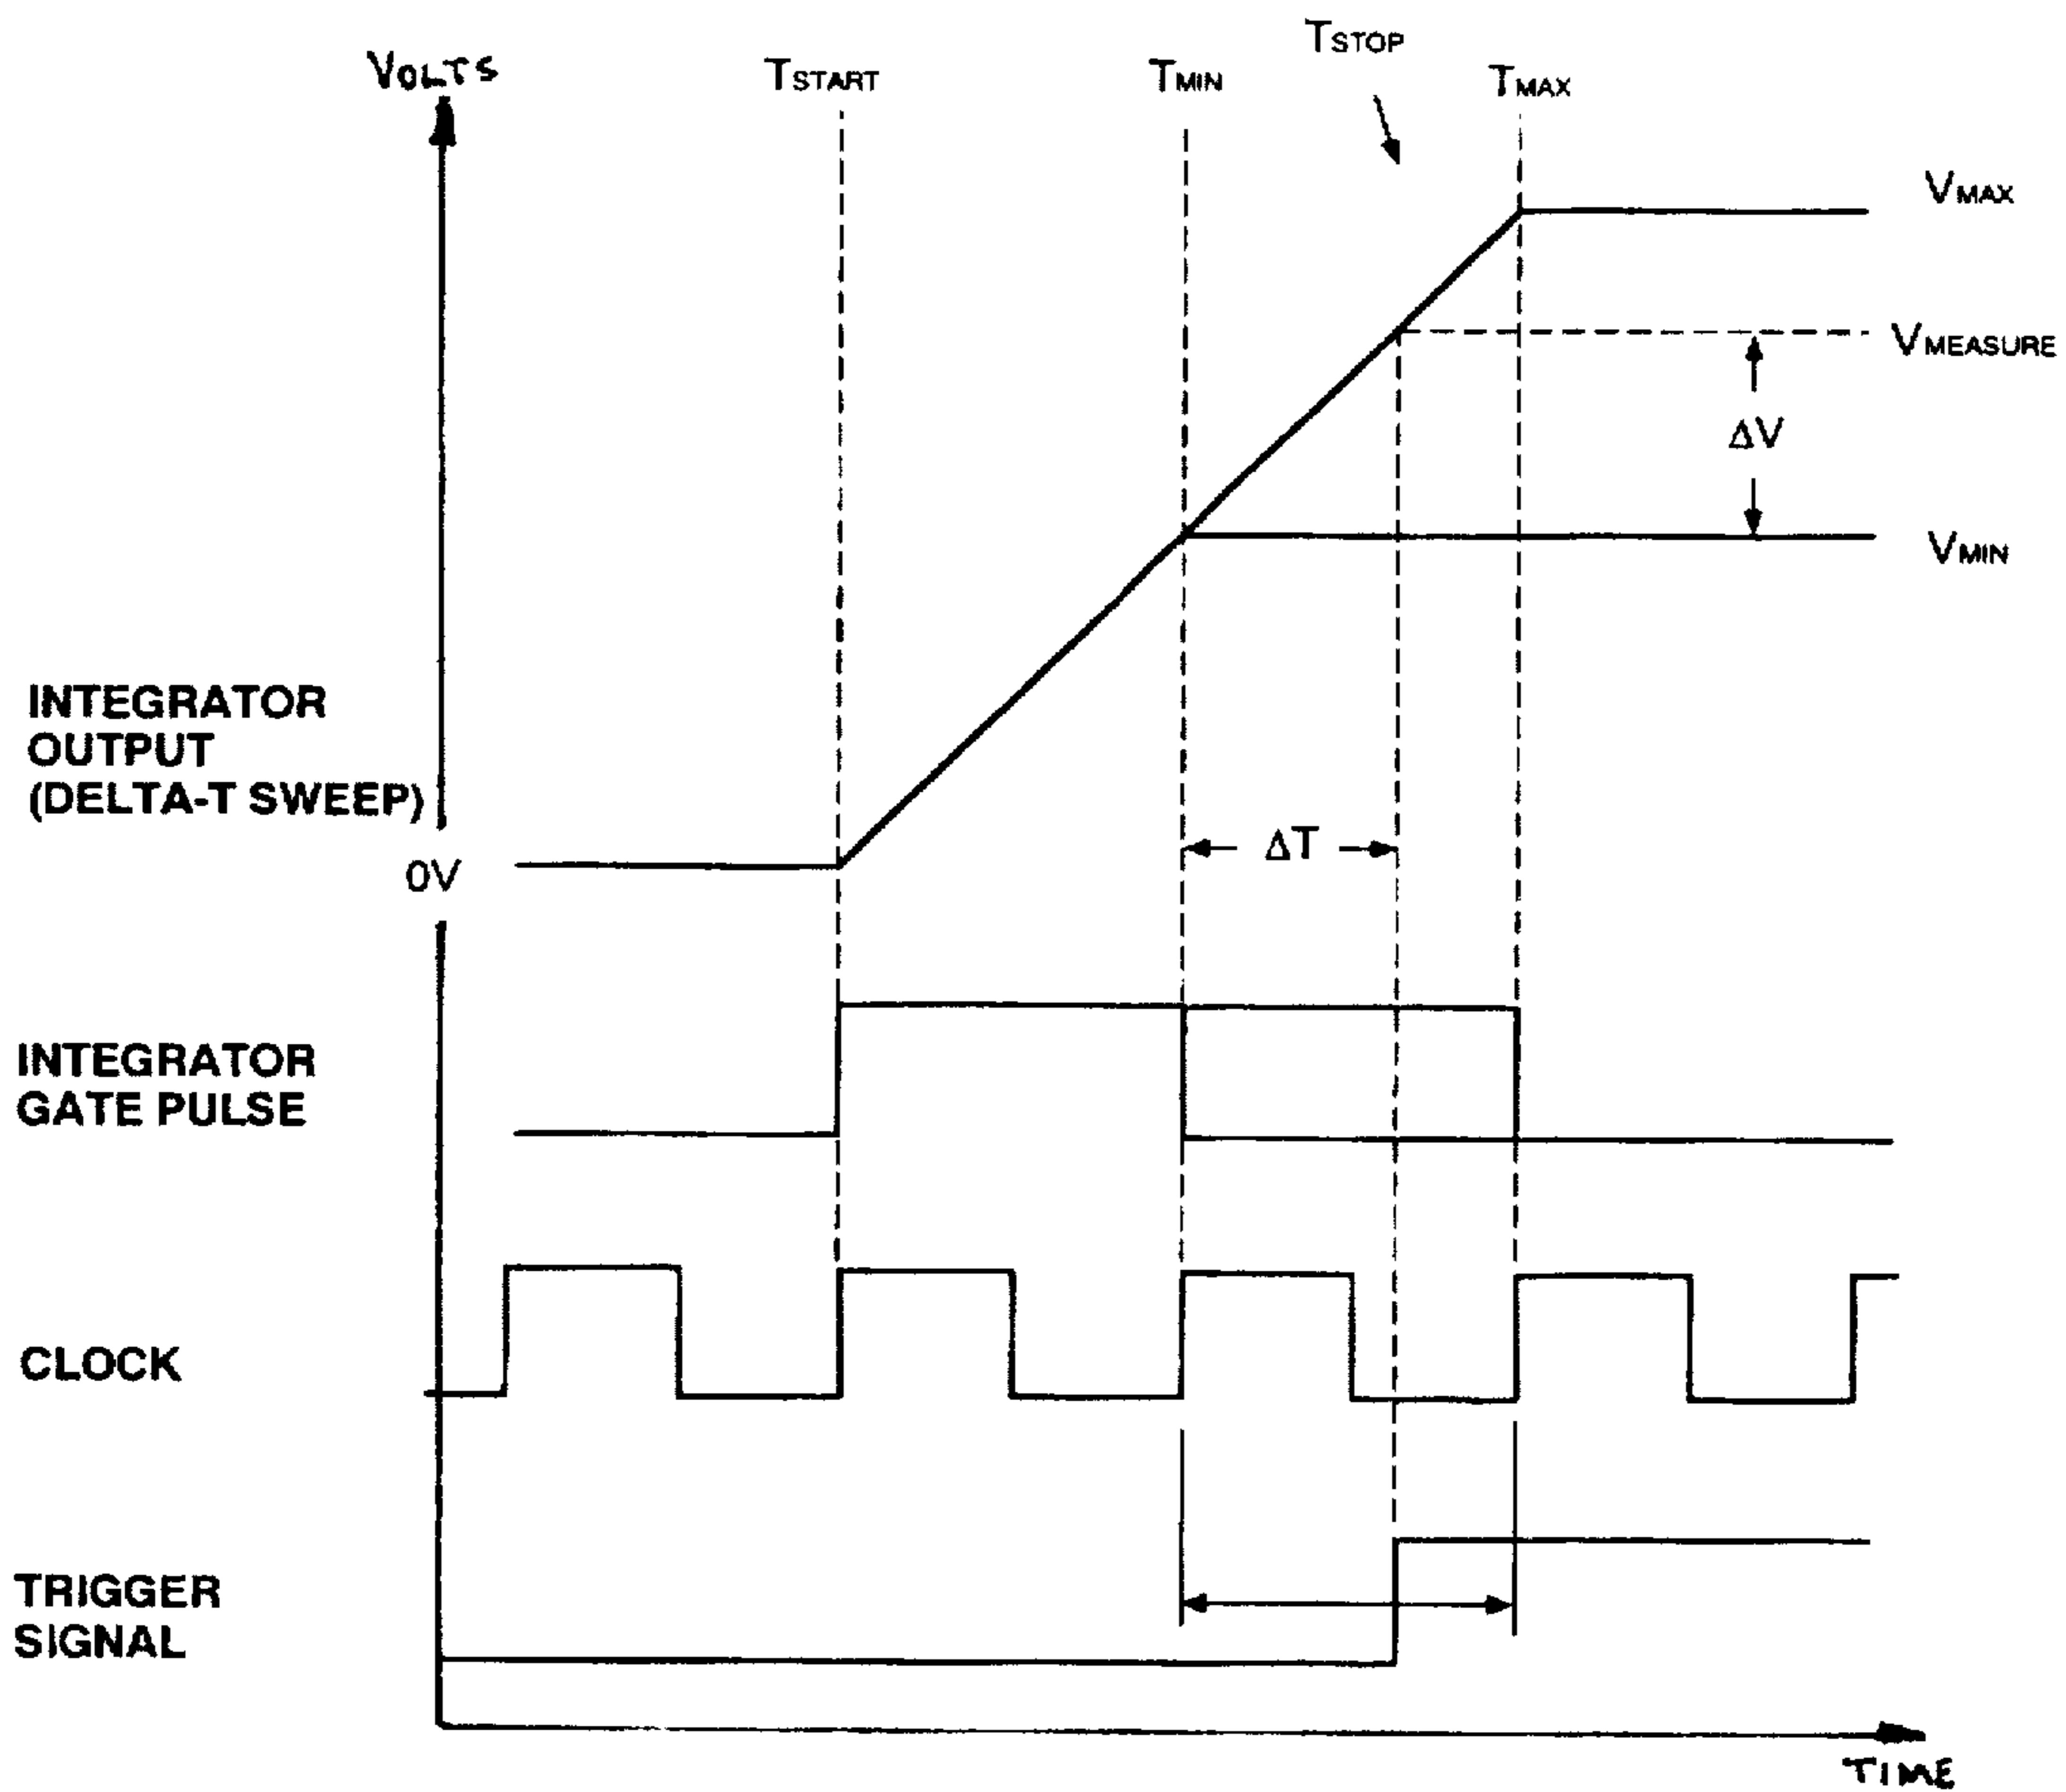 TSTOP
VOLTS
TSTART
TMIN
TMAX
VMAX
VMEASURE
ΔV
VMIN
INTEGRATOR
OUTPUT
(DELTA-T SWEEP)
ΔT
0V
INTEGRATOR
GATE PULSE
CLOCK
TRIGGER
SIGNAL
TIME